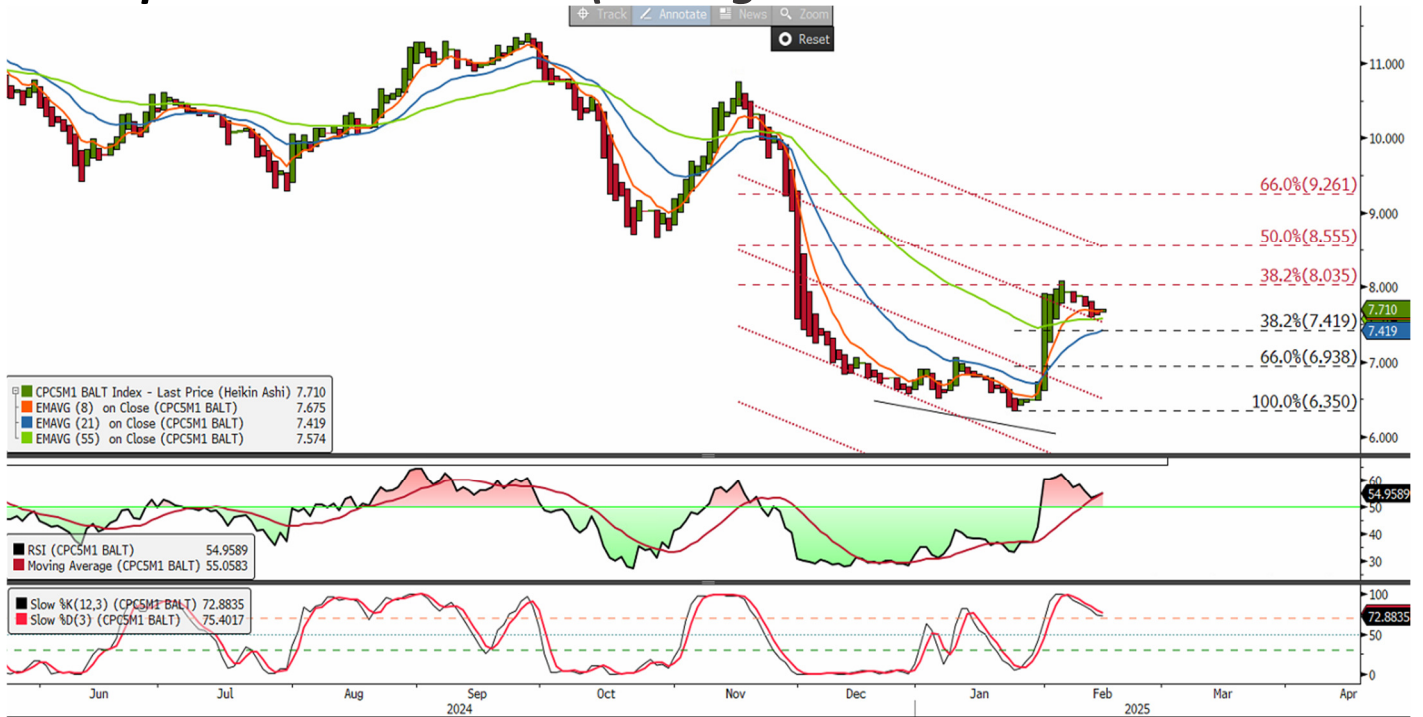 Track Annotate News Zoom
Reset
11.000
10.000
9.000
8.000
7.000
6.000
66.0%(9.261)
50.0%(8.555)
38.2%(8.035)
7.710
38.2%(7.419)
7.419
66.0%(6.938)
100.0%(6.350)
CPC5M1 BALT Index - Last Price (Heikin Ashi) 7.710
EMAVG (8) on Close (CPC5M1 BALT) 7.675
EMAVG (21) on Close (CPC5M1 BALT) 7.419
EMAVG (55) on Close (CPC5M1 BALT) 7.574
60
54.9589
50
40
30
RSI (CPC5M1 BALT) 54.9589
Moving Average (CPC5M1 BALT) 55.0583
Slow %K(12,3) (CPC5M1 BALT) 72.8835
Slow %D(3) (CPC5M1 BALT) 75.4017
100
72.8835
50
0
Jun Jul Aug Sep Oct Nov Dec Jan Feb Mar Apr
2024 2025